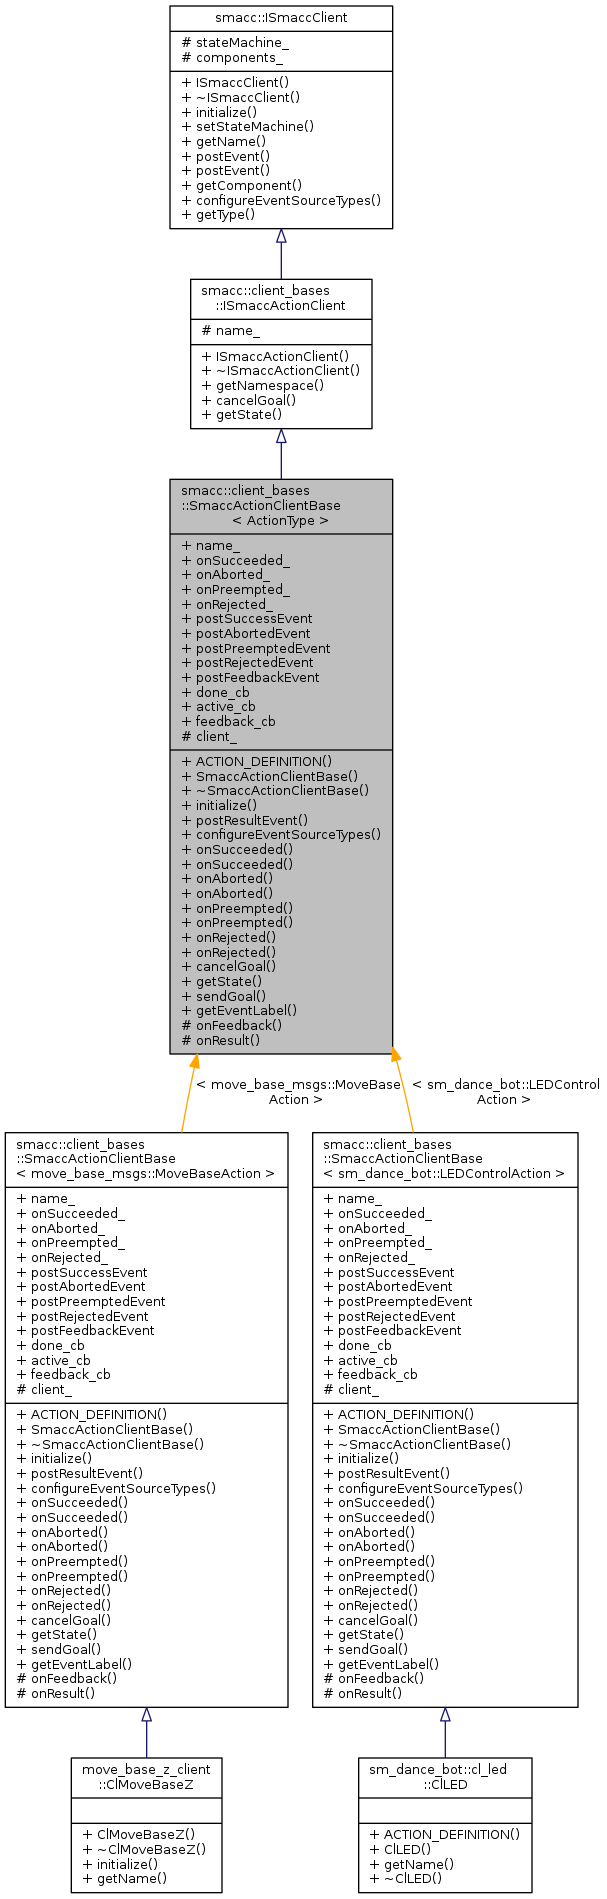 smacc::ISmaccClient
# stateMachine_
# components_
+ ISmaccClient()
+ ~ISmaccClient()
+ initialize()
+ setStateMachine()
+ getName()
+ postEvent()
+ postEvent()
+ getComponent()
+ configureEventSourceTypes()
+ getType()
smacc::client_bases
::ISmaccActionClient
# name_
+ ISmaccActionClient()
+ ~ISmaccActionClient()
+ getNamespace()
+ cancelGoal()
+ getState()
smacc::client_bases
::SmaccActionClientBase
< ActionType >
+ name_
+ onSucceeded_
+ onAborted_
+ onPreempted_
+ onRejected_
+ postSuccessEvent
+ postAbortedEvent
+ postPreemptedEvent
+ postRejectedEvent
+ postFeedbackEvent
+ done_cb
+ active_cb
+ feedback_cb
# client_
+ ACTION_DEFINITION()
+ SmaccActionClientBase()
+ ~SmaccActionClientBase()
+ initialize()
+ postResultEvent()
+ configureEventSourceTypes()
+ onSucceeded()
+ onSucceeded()
+ onAborted()
+ onAborted()
+ onPreempted()
+ onPreempted()
+ onRejected()
+ onRejected()
+ cancelGoal()
+ getState()
+ sendGoal()
+ getEventLabel()
# onFeedback()
# onResult()
< move_base_msgs::MoveBase
Action >
< sm_dance_bot::LEDControl
Action >
smacc::client_bases
::SmaccActionClientBase
< move_base_msgs::MoveBaseAction >
+ name_
+ onSucceeded_
+ onAborted_
+ onPreempted_
+ onRejected_
+ postSuccessEvent
+ postAbortedEvent
+ postPreemptedEvent
+ postRejectedEvent
+ postFeedbackEvent
+ done_cb
+ active_cb
+ feedback_cb
# client_
+ ACTION_DEFINITION()
+ SmaccActionClientBase()
+ ~SmaccActionClientBase()
+ initialize()
+ postResultEvent()
+ configureEventSourceTypes()
+ onSucceeded()
+ onSucceeded()
+ onAborted()
+ onAborted()
+ onPreempted()
+ onPreempted()
+ onRejected()
+ onRejected()
+ cancelGoal()
+ getState()
+ sendGoal()
+ getEventLabel()
# onFeedback()
# onResult()
smacc::client_bases
::SmaccActionClientBase
< sm_dance_bot::LEDControlAction >
+ name_
+ onSucceeded_
+ onAborted_
+ onPreempted_
+ onRejected_
+ postSuccessEvent
+ postAbortedEvent
+ postPreemptedEvent
+ postRejectedEvent
+ postFeedbackEvent
+ done_cb
+ active_cb
+ feedback_cb
# client_
+ ACTION_DEFINITION()
+ SmaccActionClientBase()
+ ~SmaccActionClientBase()
+ initialize()
+ postResultEvent()
+ configureEventSourceTypes()
+ onSucceeded()
+ onSucceeded()
+ onAborted()
+ onAborted()
+ onPreempted()
+ onPreempted()
+ onRejected()
+ onRejected()
+ cancelGoal()
+ getState()
+ sendGoal()
+ getEventLabel()
# onFeedback()
# onResult()
move_base_z_client
::ClMoveBaseZ
+ ClMoveBaseZ()
+ ~ClMoveBaseZ()
+ initialize()
+ getName()
sm_dance_bot::cl_led
::ClLED
+ ACTION_DEFINITION()
+ ClLED()
+ getName()
+ ~ClLED()